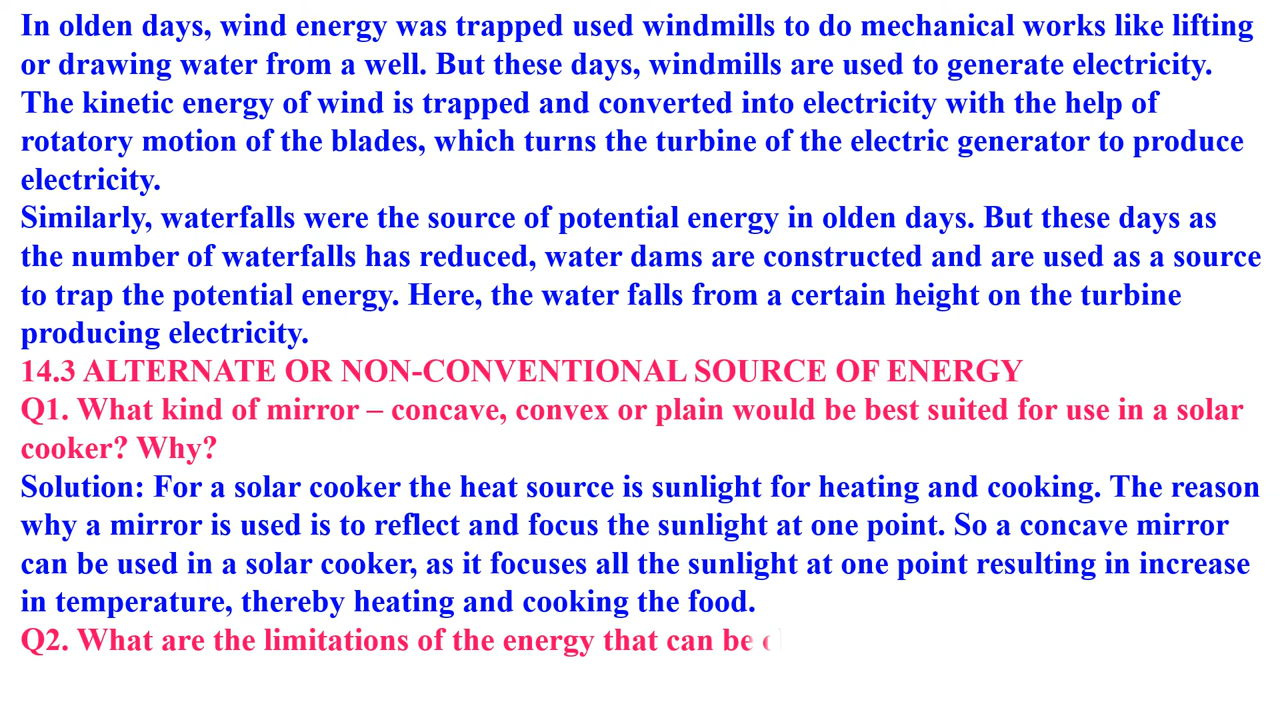 In olden days, wind energy was trapped used windmills to do mechanical works like lifting
or drawing water from a well. But these days, windmills are used to generate electricity.
The kinetic energy of wind is trapped and converted into electricity with the help of
rotatory motion of the blades, which turns the turbine of the electric generator to produce
electricity.
Similarly, waterfalls were the source of potential energy in olden days. But these days as
the number of waterfalls has reduced, water dams are constructed and are used as a source
to trap the potential energy. Here, the water falls from a certain height on the turbine
producing electricity.
14.3 ALTERNATE OR NON-CONVENTIONAL SOURCE OF ENERGY
Q1. What kind of mirror – concave, convex or plain would be best suited for use in a solar
cooker? Why?
Solution: For a solar cooker the heat source is sunlight for heating and cooking. The reason
why a mirror is used is to reflect and focus the sunlight at one point. So a concave mirror
can be used in a solar cooker, as it focuses all the sunlight at one point resulting in increase
in temperature, thereby heating and cooking the food.
Q2. What are the limitations of the energy that can be